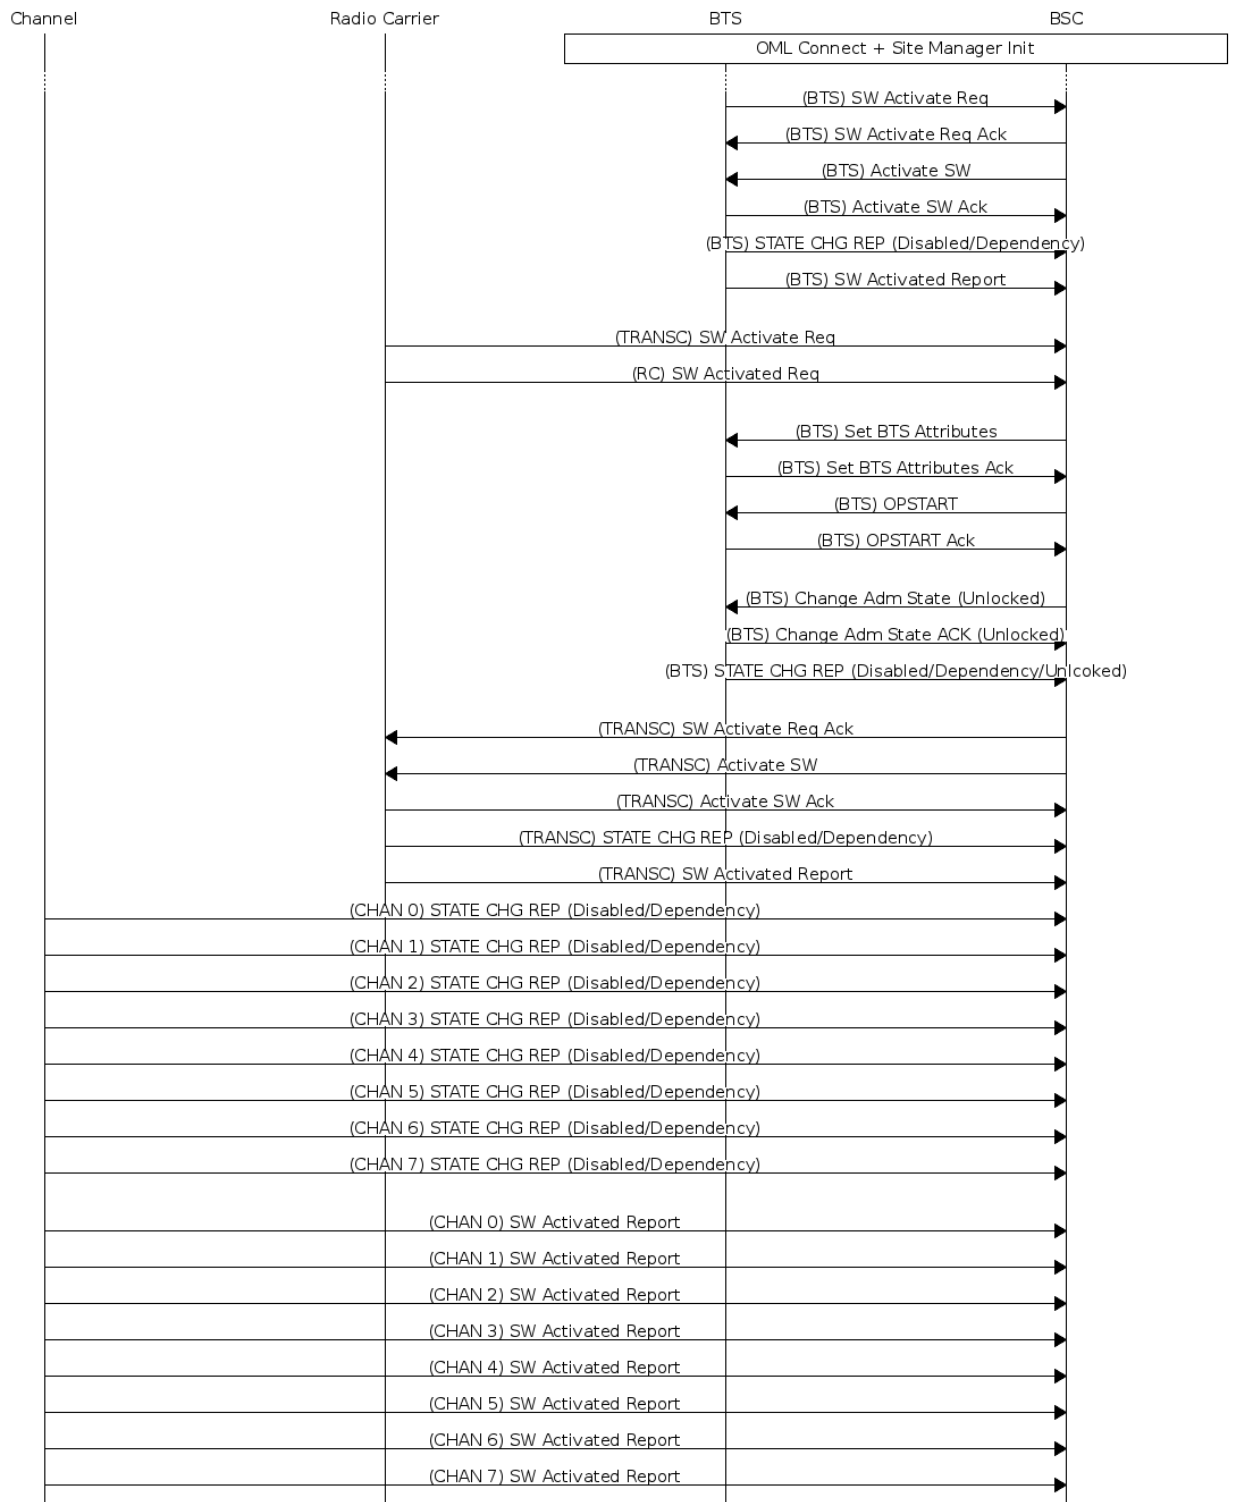 Channel
Radio Carrier
BTS
BSC
OML Connect + Site Manager Init
(BTS) SW Activate Req
(BTS) SW Activate Req Ack
(BTS) Activate SW
(BTS) Activate SW Ack
(BTS) STATE CHG REP (Disabled/Dependency)
(BTS) SW Activated Report
(TRANSC) SW Activate Req
(RC) SW Activated Req
(BTS) Set BTS Attributes
(BTS) Set BTS Attributes Ack
(BTS) OPSTART
(BTS) OPSTART Ack
(BTS) Change Adm State (Unlocked)
(BTS) Change Adm State ACK (Unlocked)
(BTS) STATE CHG REP (Disabled/Dependency/Unlcoked)
(TRANSC) SW Activate Req Ack
(TRANSC) Activate SW
(TRANSC) Activate SW Ack
(TRANSC) STATE CHG REP (Disabled/Dependency)
(TRANSC) SW Activated Report
(CHAN 0) STATE CHG REP (Disabled/Dependency)
(CHAN 1) STATE CHG REP (Disabled/Dependency)
(CHAN 2) STATE CHG REP (Disabled/Dependency)
(CHAN 3) STATE CHG REP (Disabled/Dependency)
(CHAN 4) STATE CHG REP (Disabled/Dependency)
(CHAN 5) STATE CHG REP (Disabled/Dependency)
(CHAN 6) STATE CHG REP (Disabled/Dependency)
(CHAN 7) STATE CHG REP (Disabled/Dependency)
(CHAN 0) SW Activated Report
(CHAN 1) SW Activated Report
(CHAN 2) SW Activated Report
(CHAN 3) SW Activated Report
(CHAN 4) SW Activated Report
(CHAN 5) SW Activated Report
(CHAN 6) SW Activated Report
(CHAN 7) SW Activated Report